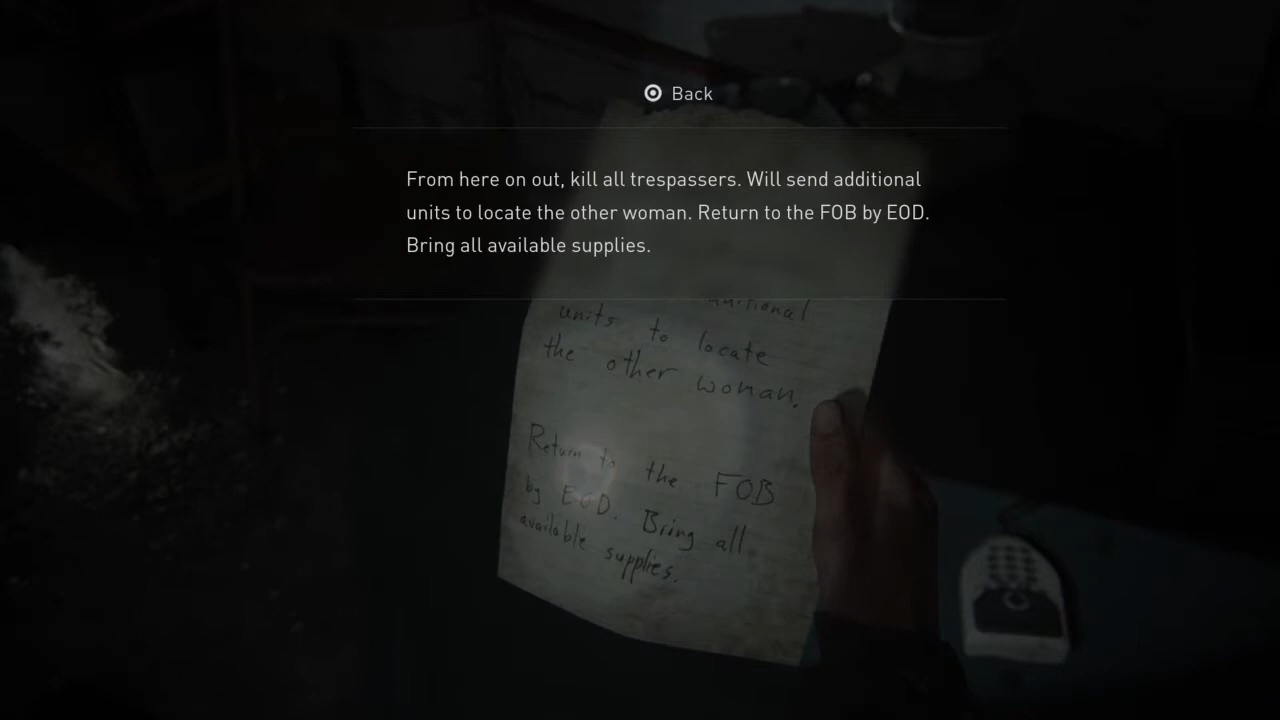 Back
From here on out, kill all trespassers. Will send additional
units to locate the other woman. Return to the FOB by EOD.
Bring all available supplies.
additional
units to locate
the other woman.
Return to the FOB
by EOD. Bring all
available supplies.